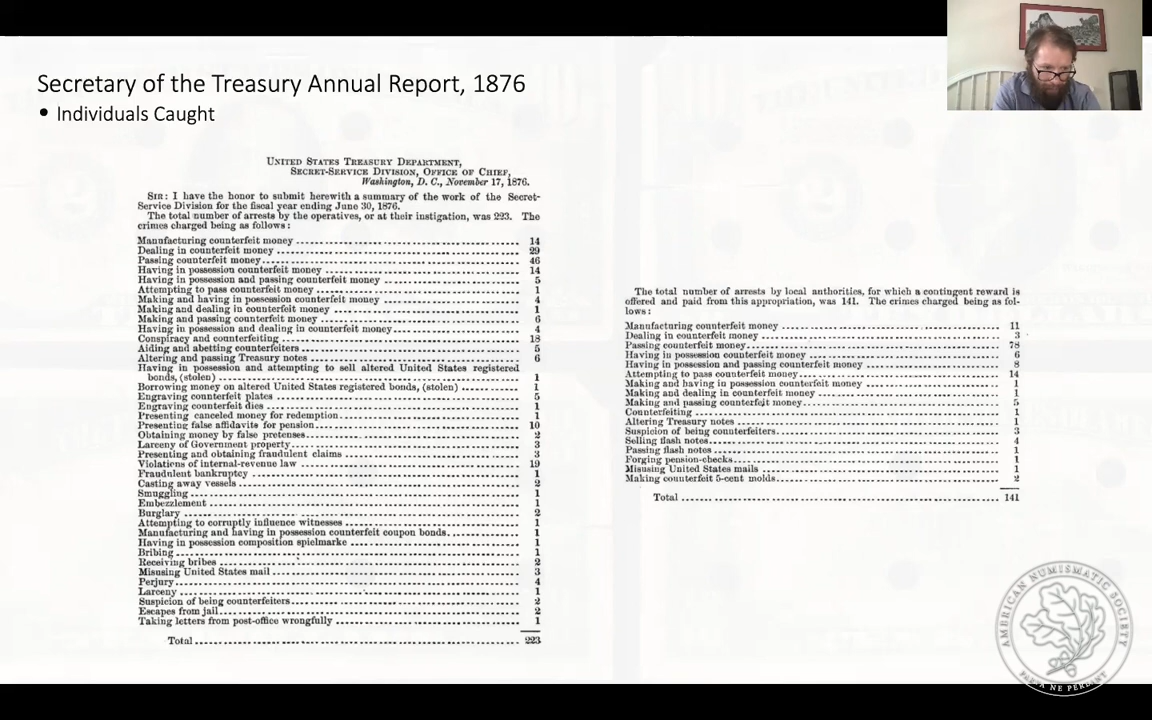 Secretary of the Treasury Annual Report, 1876
• Individuals Caught
UNITED STATES TREASURY DEPARTMENT,
SECRET-SERVICE DIVISION, OFFICE OF CHIEF,
Washington, D. C., November 17, 1876.
SIR: I have the honor to submit herewith a summary of the work of the Secret-
Service Division for the fiscal year ending June 30, 1876.
The total number of arrests by the operatives, or at their instigation, was 223. The
crimes charged being as follows:
Manufacturing counterfeit money 14
Dealing in counterfeit money 29
Passing counterfeit money 46
Having in possession counterfeit money 14
Having in possession and passing counterfeit money 5
Attempting to pass counterfeit money 1
Making and having in possession counterfeit money 4
Making and dealing in counterfeit money 1
Making and passing counterfeit money 6
Having in possession and dealing in counterfeit money 4
Conspiracy and counterfeiting 18
Aiding and abetting counterfeiters 5
Altering and passing Treasury notes 6
Having in possession and attempting to sell altered United States registered
bonds, (stolen) 1
Borrowing money on altered United States registered bonds, (stolen) 1
Engraving counterfeit plates 5
Engraving counterfeit dies 1
Presenting canceled money for redemption 1
Presenting false affidavits for pension 10
Obtaining money by false pretenses 2
Larceny of Government property 3
Presenting and obtaining fraudulent claims 3
Violations of internal-revenue law 19
Fraudulent bankruptcy 1
Casting away vessels 2
Smuggling 1
Embezzlement 1
Burglary 2
Attempting to corruptly influence witnesses 1
Manufacturing and having in possession counterfeit coupon bonds 1
Having in possession composition spielmarke 1
Bribing 1
Receiving bribes 2
Misusing United States mail 3
Perjury 4
Larceny 1
Suspicion of being counterfeiters 2
Escapes from jail 2
Taking letters from post-office wrongfully 1
Total 223
The total number of arrests by local authorities, for which a contingent reward is
offered and paid from this appropriation, was 141. The crimes charged being as fol-
lows:
Manufacturing counterfeit money 11
Dealing in counterfeit money 3
Passing counterfeit money 78
Having in possession counterfeit money 6
Having in possession and passing counterfeit money 8
Attempting to pass counterfeit money 14
Making and having in possession counterfeit money 1
Making and dealing in counterfeit money 1
Making and passing counterfeit money 5
Counterfeiting 1
Altering Treasury notes 1
Suspicion of being counterfeiters 3
Selling flash notes 4
Passing flash notes 1
Forging pension-checks 1
Misusing United States mails 1
Making counterfeit 5-cent molds 2
Total 141
AMERICAN NUMISMATIC SOCIETY
PARVA NE PEREANT